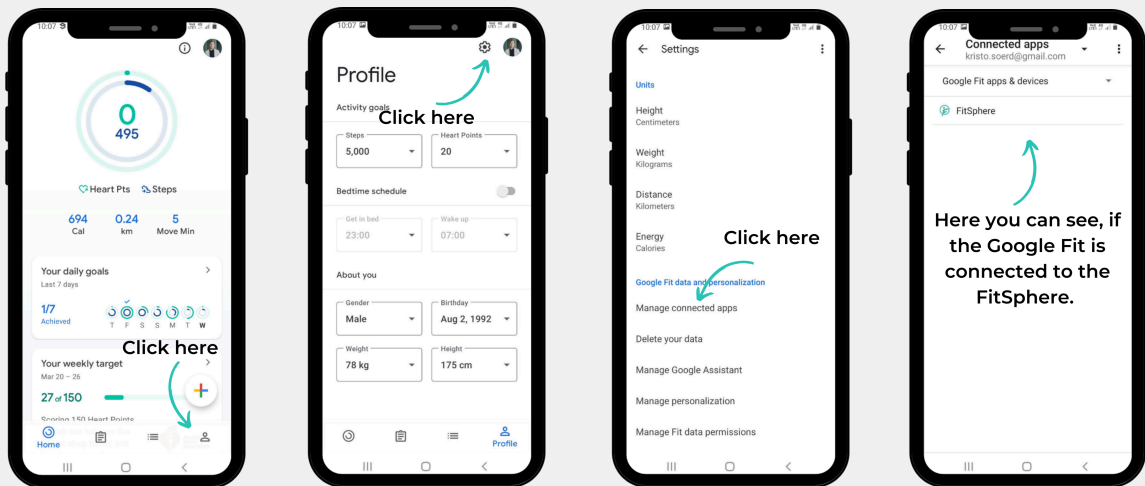 10:07
0
495
Heart Pts Steps
694 0.24 5
Cal km Move Min
Your daily goals
Last 7 days
1/7
Achieved
T F S S M T W
Click here
Your weekly target
Mar 20 – 26
27 of 150
Scoring 150 Heart Points
Home
10:07
Profile
Activity goals
Click here
Steps Heart Points
5,000 20
Bedtime schedule
Get in bed Wake up
23:00 07:00
About you
Gender Birthday
Male Aug 2, 1992
Weight Height
78 kg 175 cm
Profile
10:07
Settings
Units
Height
Centimeters
Weight
Kilograms
Distance
Kilometers
Energy
Calories
Click here
Google Fit data and personalization
Manage connected apps
Delete your data
Manage Google Assistant
Manage personalization
Manage Fit data permissions
10:07
Connected apps
kristo.soerd@gmail.com
Google Fit apps & devices
FitSphere
Here you can see, if
the Google Fit is
connected to the
FitSphere.